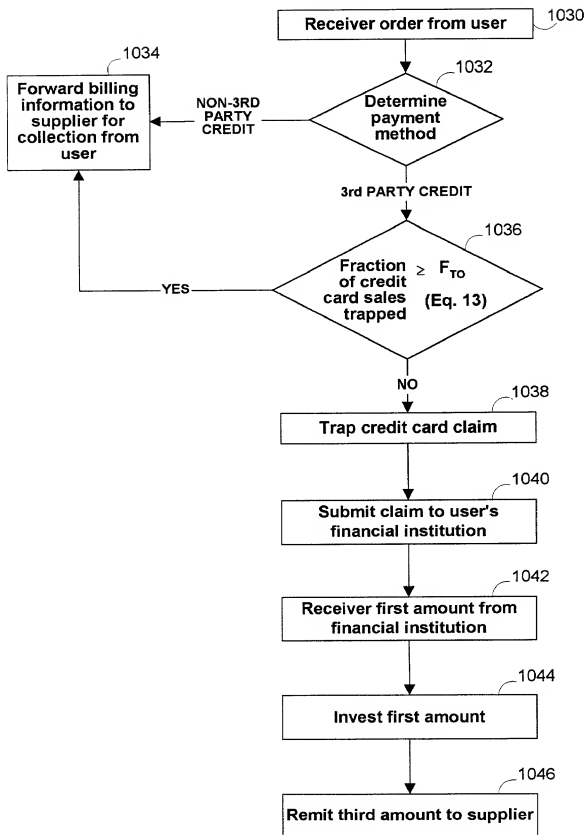 1030
Receiver order from user
1034
1032
Forward billing
information to
supplier for
collection from
user
NON-3RD
PARTY
CREDIT
Determine
payment
method
3rd PARTY CREDIT
1036
Fraction
of credit
card sales
trapped
≥ F_TO
(Eq. 13)
YES
NO
1038
Trap credit card claim
1040
Submit claim to user's
financial institution
1042
Receiver first amount from
financial institution
1044
Invest first amount
1046
Remit third amount to supplier